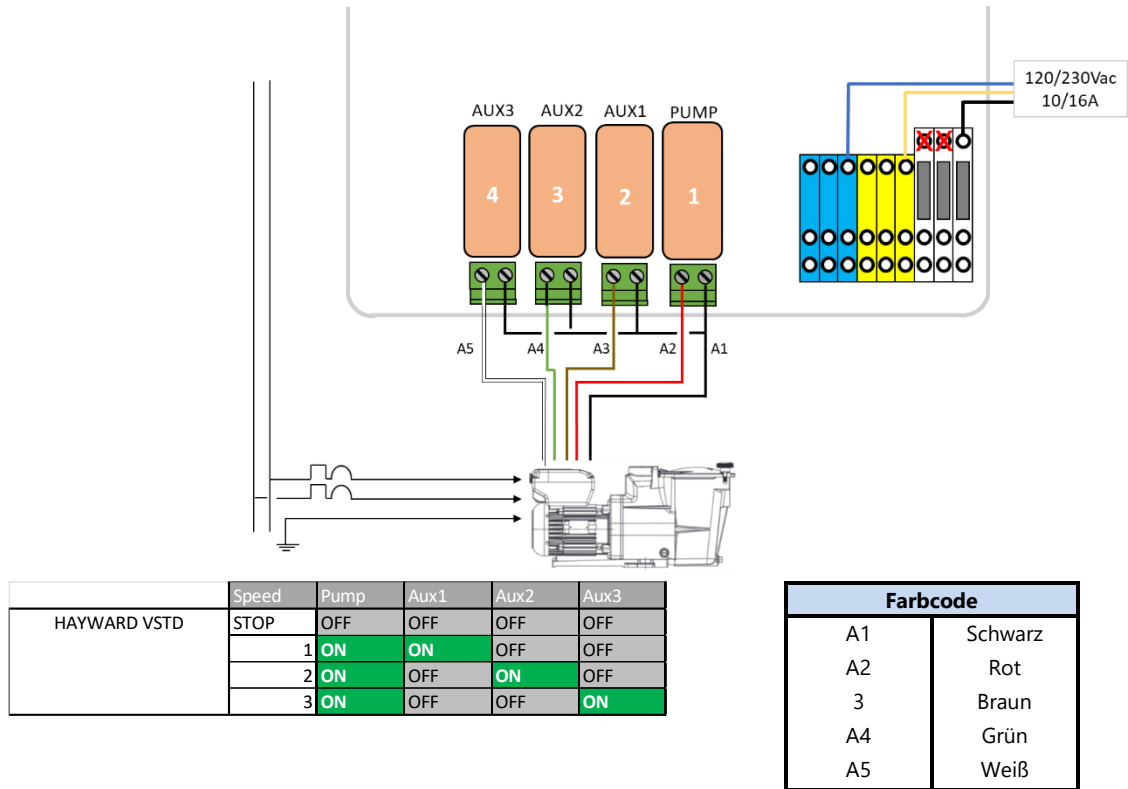 120/230Vac
10/16A
AUX3 AUX2 AUX1 PUMP
4 3 2 1
A5 A4 A3 A2 A1
Speed Pump Aux1 Aux2 Aux3
HAYWARD VSTD STOP OFF OFF OFF OFF
1 ON ON OFF OFF
2 ON OFF ON OFF
3 ON OFF OFF ON
Farbcode
A1 Schwarz
A2 Rot
3 Braun
A4 Grün
A5 Weiß